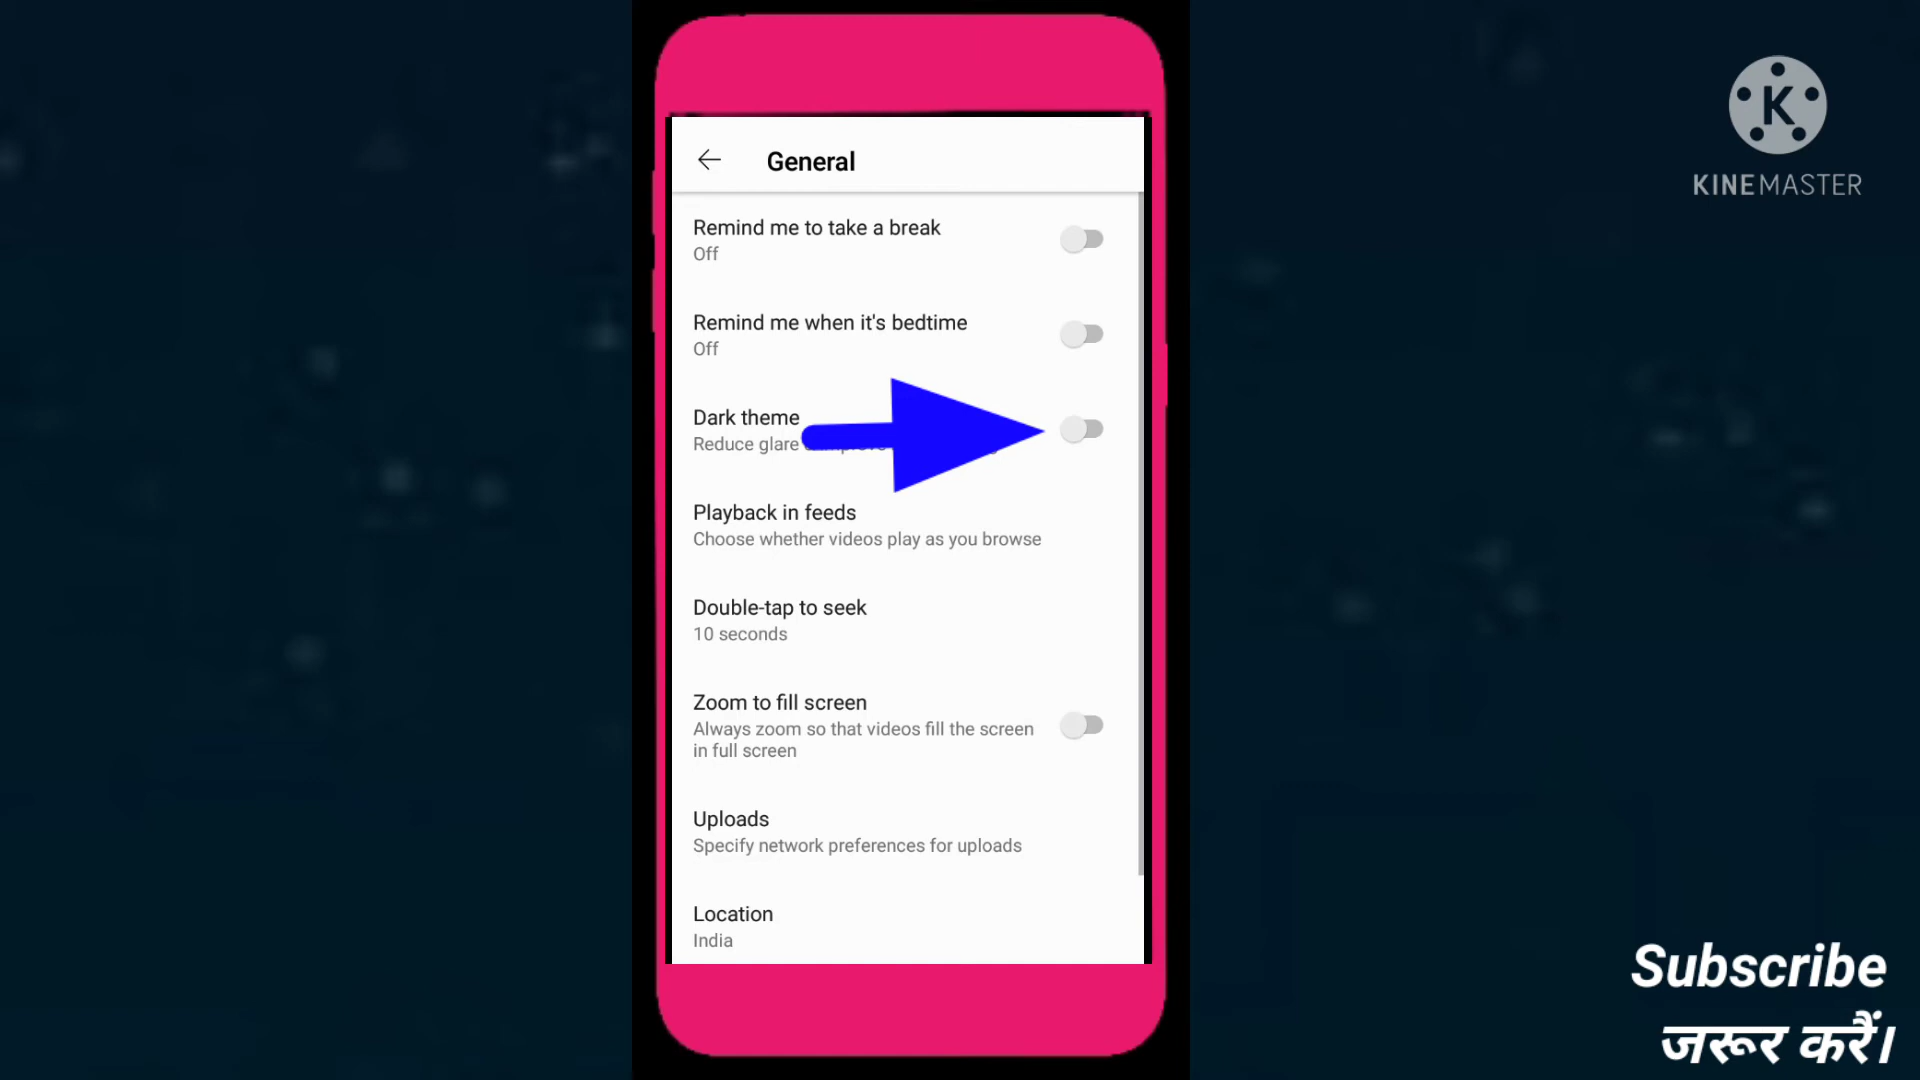 General
Remind me to take a break
Off
Remind me when it's bedtime
Off
Dark theme
Reduce glare
Playback in feeds
Choose whether videos play as you browse
Double-tap to seek
10 seconds
Zoom to fill screen
Always zoom so that videos fill the screen
in full screen
Uploads
Specify network preferences for uploads
Location
India
K
KINEMASTER
Subscribe
जरूर करैं।